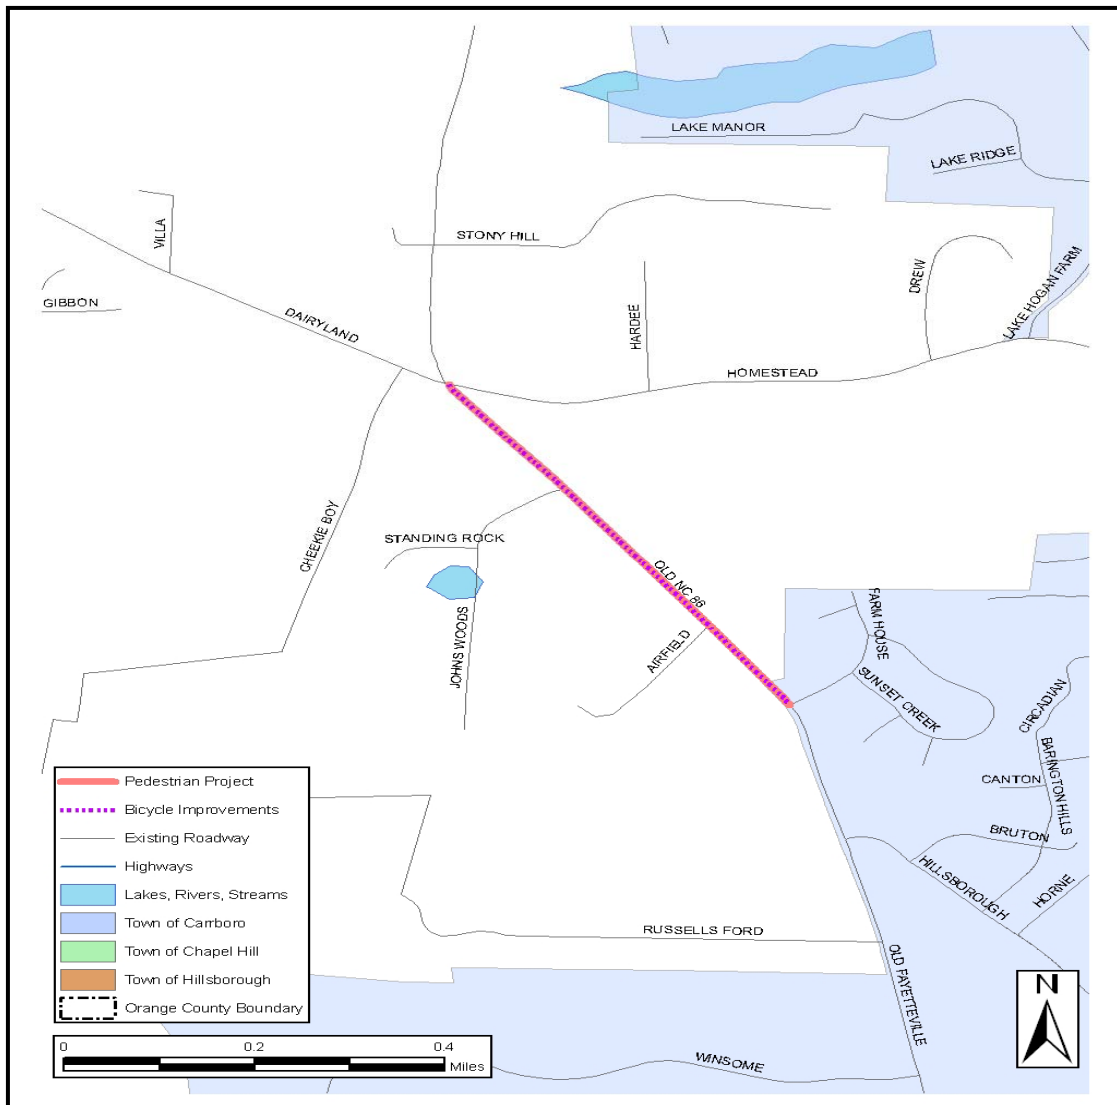 LAKE MANOR
LAKE RIDGE
VILLA
STONY HILL
DREW
LAKE HOGAN FARM
GIBBON
DAIRYLAND
HARDEE
HOMESTEAD
CHEEKIE BOY
STANDING ROCK
OLD NC 86
FARM HOUSE
JOHNS WOODS
AIRFIELD
SUNSET CREEK
CIRCADIAN
BARINGTON HILLS
CANTON
BRUTON
HILLSBOROUGH
HORNE
RUSSELLS FORD
OLD FAYETTEVILLE
WINSOME
Pedestrian Project
Bicycle Improvements
Existing Roadway
Highways
Lakes, Rivers, Streams
Town of Carrboro
Town of Chapel Hill
Town of Hillsborough
Orange County Boundary
0 0.2 0.4
Miles
N